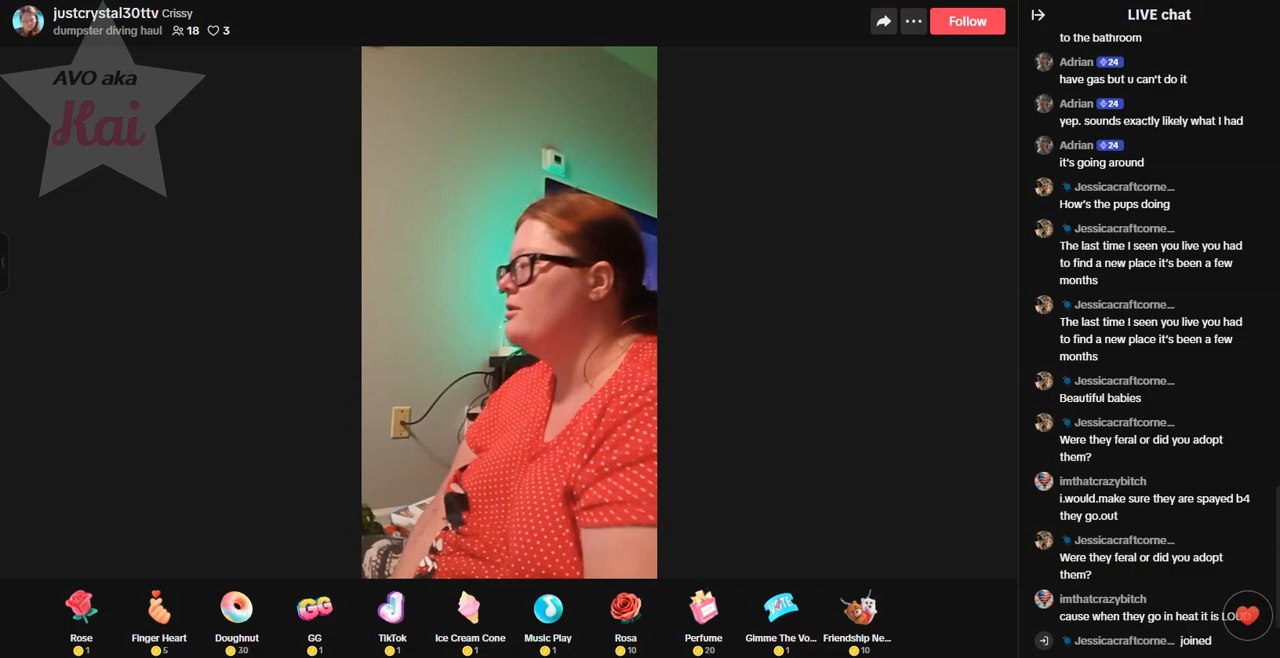 justcrystal30ttv Crissy
dumpster diving haul 18 3
Follow
AVO aka
Kai
LIVE chat
to the bathroom
Adrian 24
have gas but u can't do it
Adrian 24
yep. sounds exactly likely what I had
Adrian 24
it's going around
Jessicacraftcorne...
How's the pups doing
Jessicacraftcorne...
The last time I seen you live you had
to find a new place it's been a few
months
Jessicacraftcorne...
The last time I seen you live you had
to find a new place it's been a few
months
Jessicacraftcorne...
Beautiful babies
Jessicacraftcorne...
Were they feral or did you adopt
them?
imthatcrazybitch
i.would.make sure they are spayed b4
they go.out
Jessicacraftcorne...
Were they feral or did you adopt
them?
imthatcrazybitch
cause when they go in heat it is LOUD
Jessicacraftcorne... joined
GG
VOTE
Rose
1
Finger Heart
5
Doughnut
30
GG
1
TikTok
1
Ice Cream Cone
1
Music Play
1
Rosa
10
Perfume
20
Gimme The Vo...
1
Friendship Ne...
10